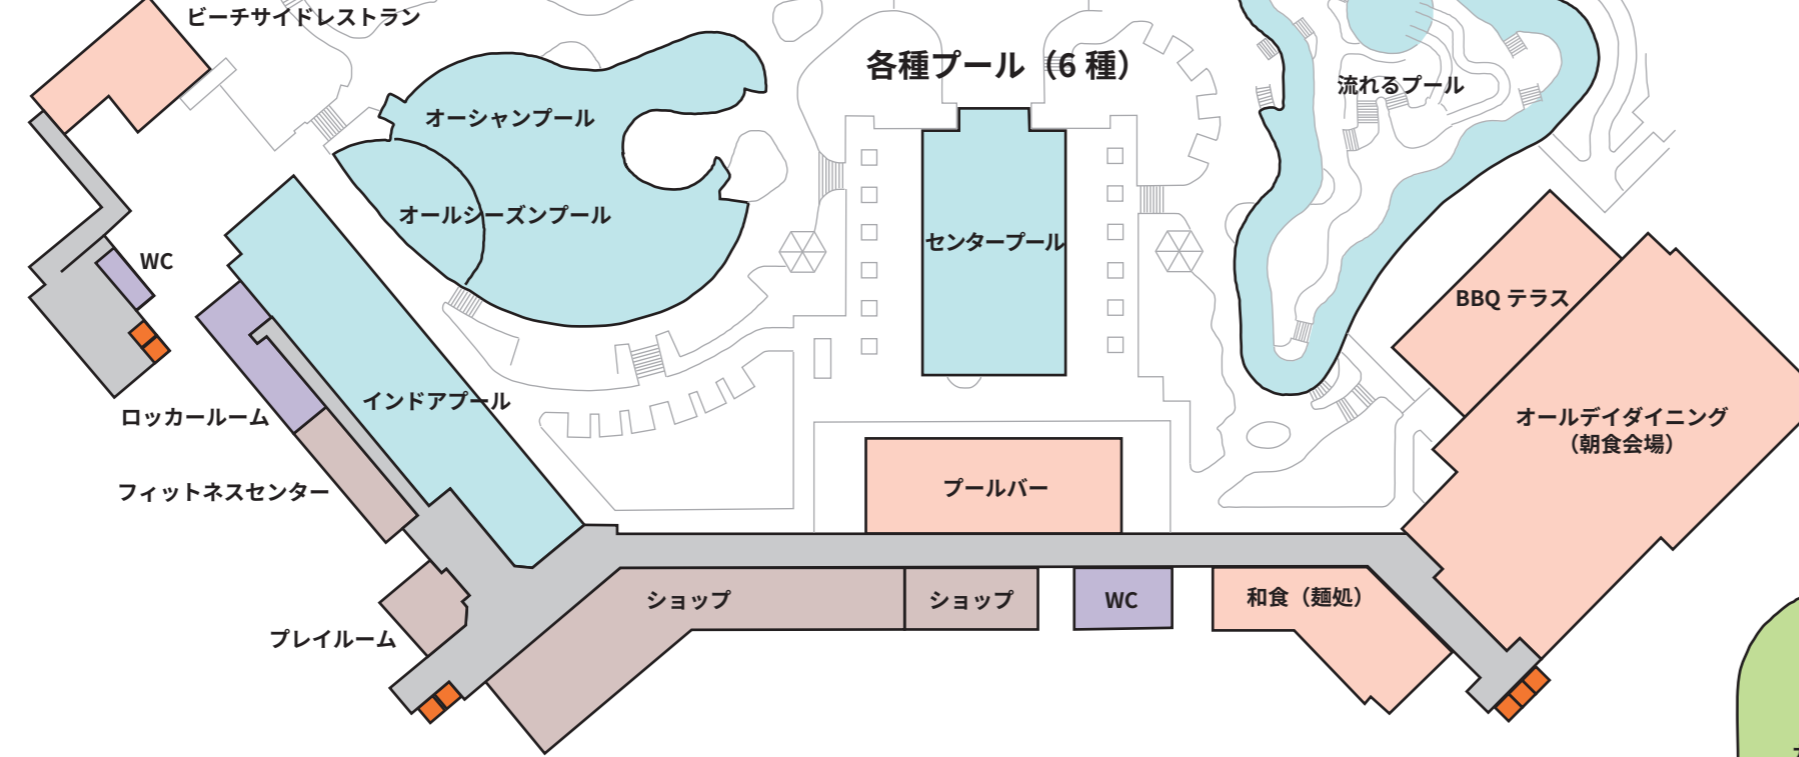 ビーチサイドレストラン
各種プール（6 種）
流れるプール
オーシャンプール
オールシーズンプール
センタープール
WC
BBQ テラス
インドアプール
ロッカールーム
オールデイダイニング
（朝食会場）
フィットネスセンター
プールバー
ショップ
ショップ
WC
和食（麺処）
プレイルーム